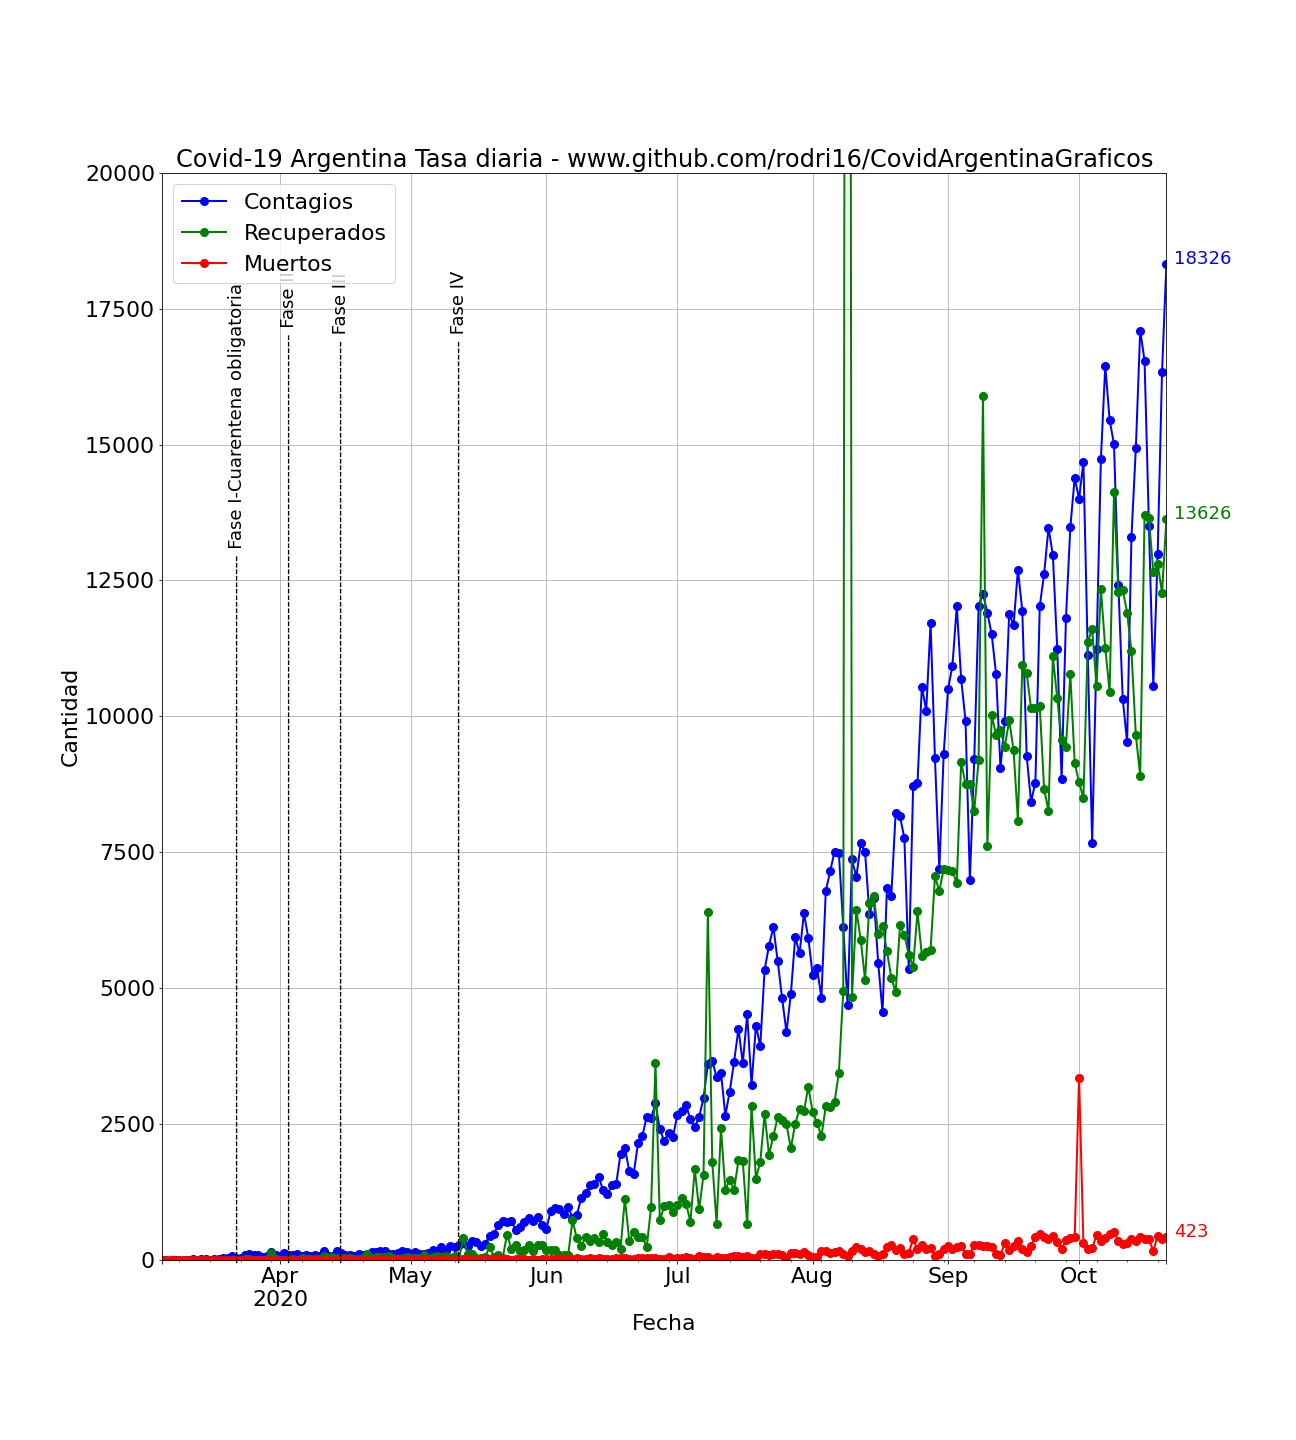 Covid-19 Argentina Tasa diaria - www.github.com/rodri16/CovidArgentinaGraficos
20000
17500
15000
12500
10000
7500
5000
2500
0
Cantidad
Contagios
Recuperados
Muertos
Fase I-Cuarentena obligatoria
Fase II
Fase III
Fase IV
18326
13626
423
Apr
2020
May
Jun
Jul
Aug
Sep
Oct
Fecha